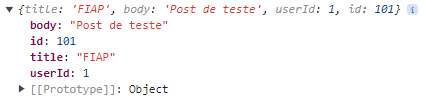 ▼ {title: 'FIAP', body: 'Post de teste', userId: 1, id: 101} i
body: "Post de teste"
id: 101
title: "FIAP"
userId: 1
▶ [[Prototype]]: Object